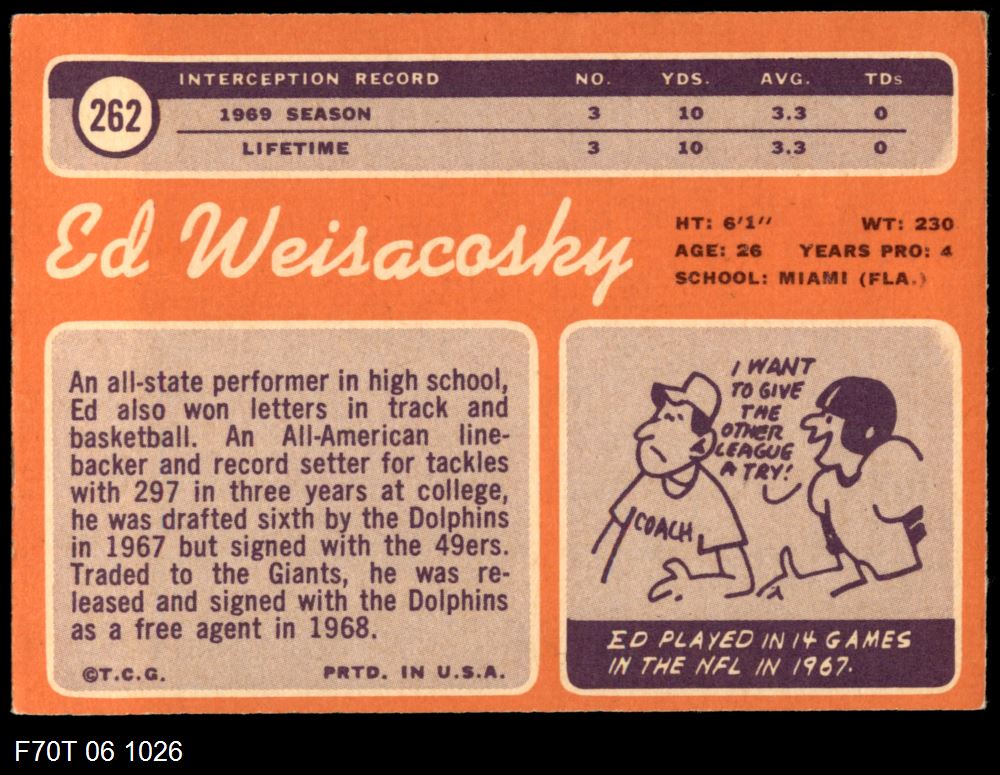 INTERCEPTION RECORD NO. YDS. AVG. TDs
262
1969 SEASON 3 10 3.3 0
LIFETIME 3 10 3.3 0
Ed Weisacosky
HT: 6'1" WT: 230
AGE: 26 YEARS PRO: 4
SCHOOL: MIAMI (FLA.)
An all-state performer in high school,
Ed also won letters in track and
basketball. An All-American line-
backer and record setter for tackles
with 297 in three years at college,
he was drafted sixth by the Dolphins
in 1967 but signed with the 49ers.
Traded to the Giants, he was re-
leased and signed with the Dolphins
as a free agent in 1968.
©T.C.G. PRTD. IN U.S.A.
I WANT
TO GIVE
THE
OTHER
LEAGUE
A TRY!
COACH
ED PLAYED IN 14 GAMES
IN THE NFL IN 1967.
F70T 06 1026